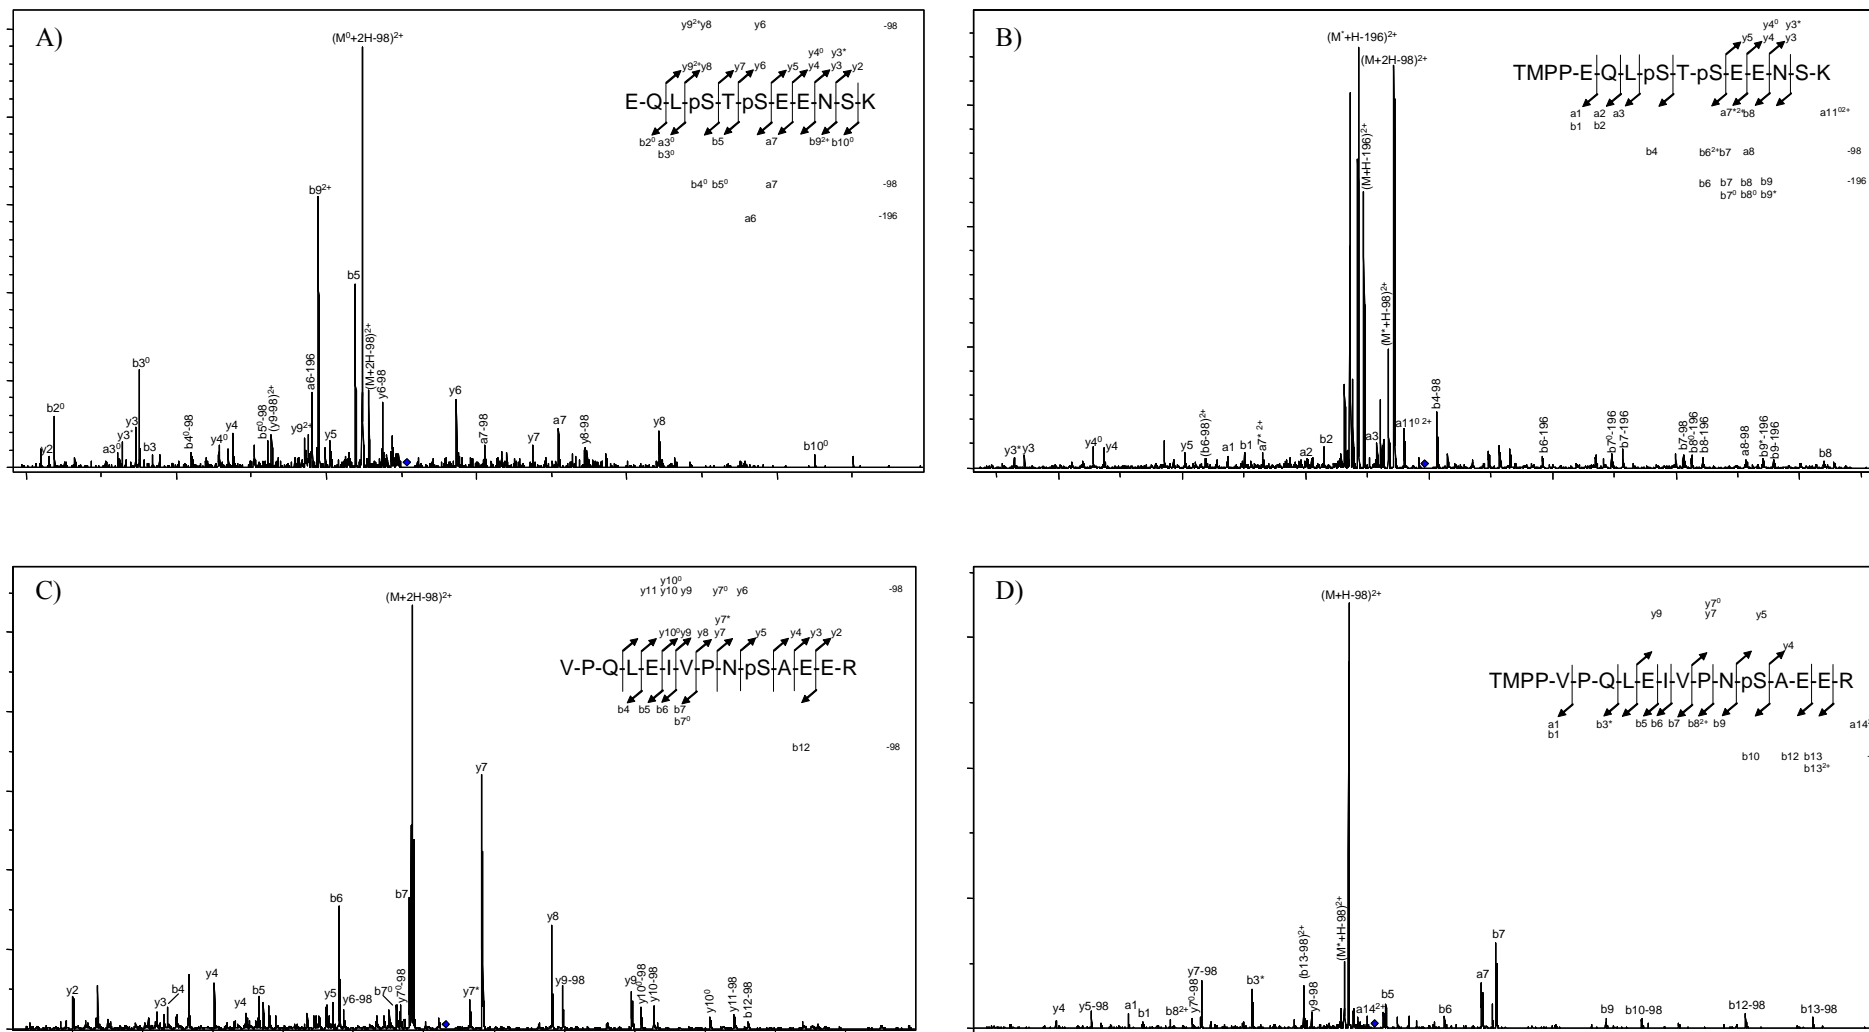 A)
(M⁰+2H-98)²⁺
y9²⁺ y8 y6 -98
y4⁰ y3*
y9²⁺ y8 y7 y6 y5 y4 y3 y2
E-Q-L-pS-T-pS-E-E-N-S-K
b2⁰ a3⁰ b5 a7 b9²⁺ b10⁰
b3⁰
b4⁰ b5⁰ a7 -98
a6 -196
b9²⁺
b5
(M+2H-98)²⁺
b3⁰
a6-196
y6-98
b2⁰
y6
y2
a3⁰
y3*
y3
b3
b4⁰-98
y4⁰
y4
b5⁰-98
(y9-98)²⁺
y9²⁺
y5
a7-98
y7
a7
y8-98
y8
b10⁰
B)
(M*+H-196)²⁺
(M+2H-98)²⁺
y4⁰ y3*
y5 y4 y3
TMPP-E-Q-L-pS-T-pS-E-E-N-S-K
a1 a2 a3 a7*²⁺ b8 a11⁰²⁺
b1 b2
b4 b6²⁺ b7 a8 -98
b6 b7 b8 b9 -196
b7⁰ b8⁰ b9*
(M+H-196)²⁺
(M*+H-98)²⁺
b4-98
y3*
y3
y4⁰
y4
y5
(b6-98)²⁺
a1
b1
a7* ²⁺
a2
b2
a3
a11⁰ ²⁺
b6-196
b7⁰-196
b7-196
b7-98
b8⁰-196
b8-196
a8-98
b9*-196
b9-196
b8
C)
(M+2H-98)²⁺
y10⁰
y11 y10 y9 y7⁰ y6 -98
y7*
y10⁰ y9 y8 y7 y5 y4 y3 y2
V-P-Q-L-E-I-V-P-N-pS-A-E-E-R
b4 b5 b6 b7
b7⁰
b12 -98
y7
b6
b7
y8
y2
y3
b4
y4
y4
b5
y5
y6-98
b7⁰
y7⁰-98
y7*
y9-98
y9
y10⁰-98
y10-98
y10⁰
y11-98
b12-98
D)
(M+H-98)²⁺
y7⁰
y9 y7 y5
y4
TMPP-V-P-Q-L-E-I-V-P-N-pS-A-E-E-R
a1 b3* b5 b6 b7 b8²⁺ b9
b1
b10 b12 b13
b13²⁺
(M*+H-98)²⁺
b7
y4
y5-98
a1
b1
b8²⁺
y7⁰-98
y7-98
b3*
(b13-98)²⁺
y9-98
a14²⁺
b5
b6
a7
b9
b10-98
b12-98
b13-98